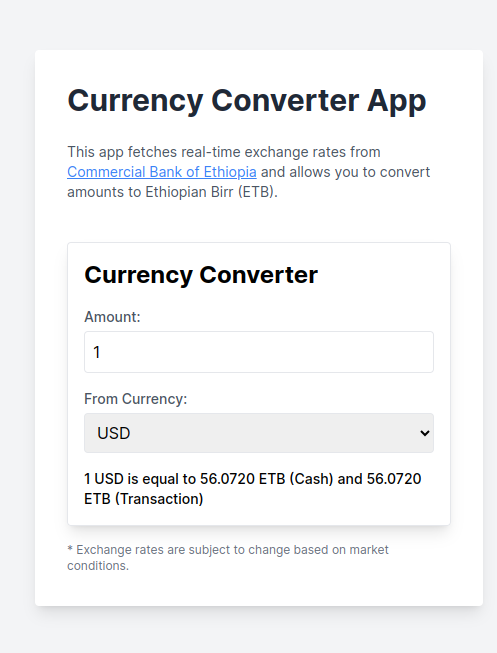 Currency Converter App
This app fetches real-time exchange rates from
Commercial Bank of Ethiopia and allows you to convert
amounts to Ethiopian Birr (ETB).
Currency Converter
Amount:
1
From Currency:
USD
1 USD is equal to 56.0720 ETB (Cash) and 56.0720
ETB (Transaction)
* Exchange rates are subject to change based on market
conditions.